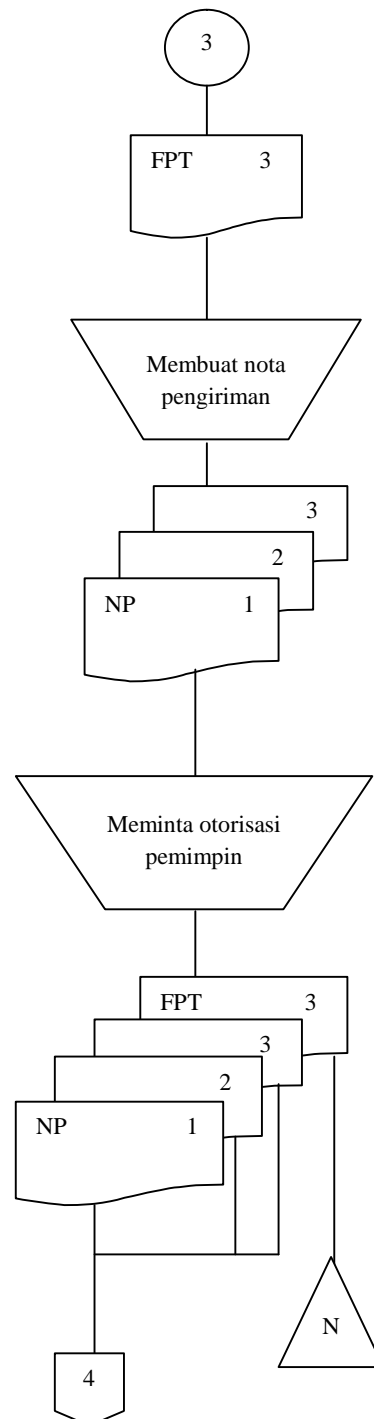 3
FPT 3
Membuat nota
pengiriman
3
2
NP 1
Meminta otorisasi
pemimpin
FPT 3
3
2
NP 1
N
4